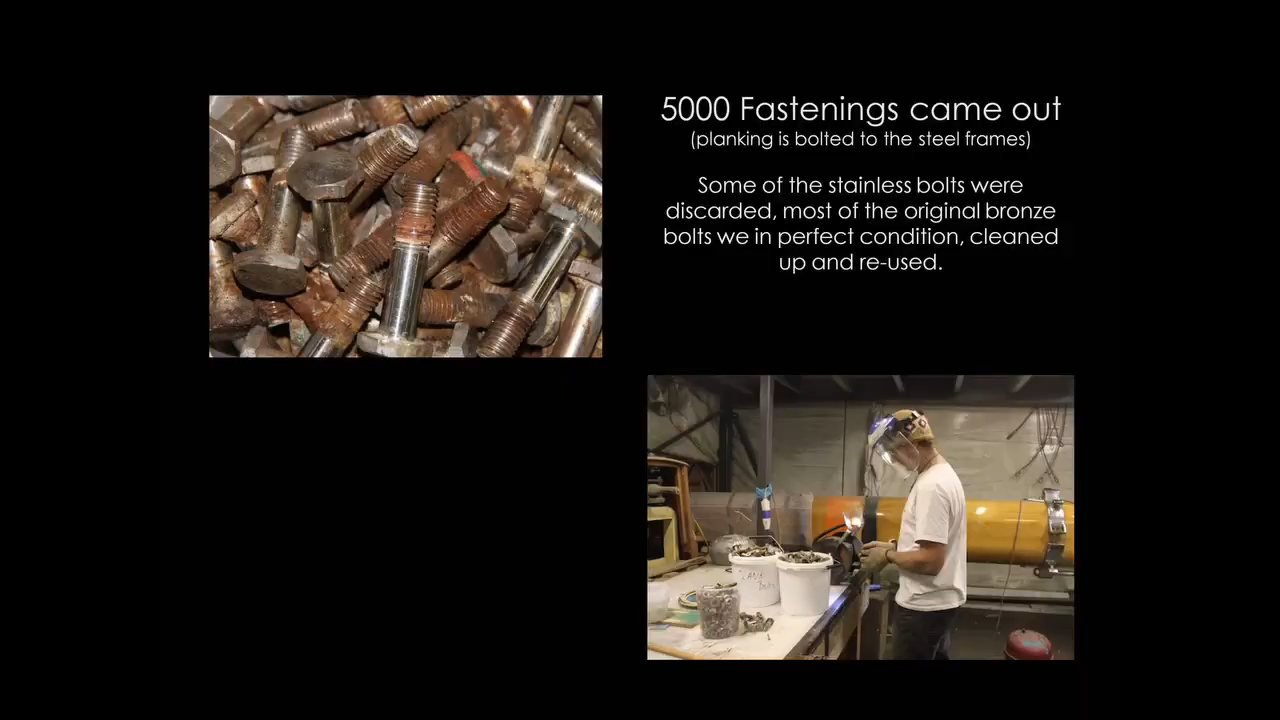 5000 Fastenings came out
(planking is bolted to the steel frames)
Some of the stainless bolts were
discarded, most of the original bronze
bolts we in perfect condition, cleaned
up and re-used.